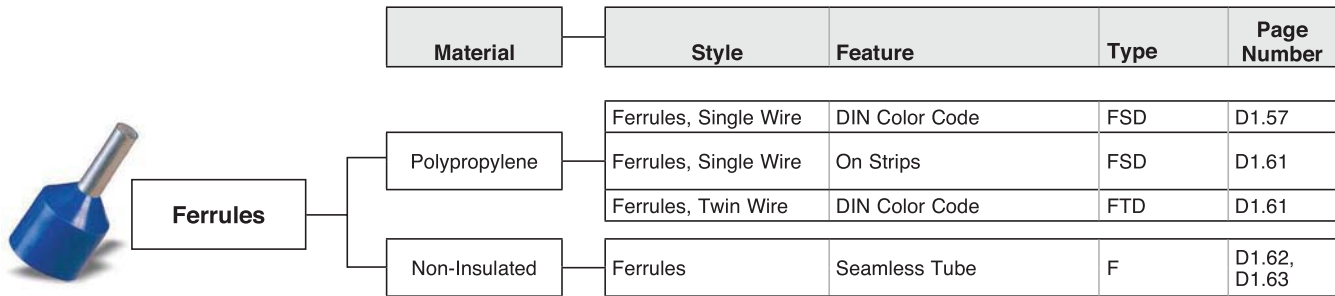 Material Style Feature Type Page
Number
Ferrules, Single Wire DIN Color Code FSD D1.57
Polypropylene Ferrules, Single Wire On Strips FSD D1.61
Ferrules, Twin Wire DIN Color Code FTD D1.61
Ferrules
Non-Insulated Ferrules Seamless Tube F D1.62,
D1.63